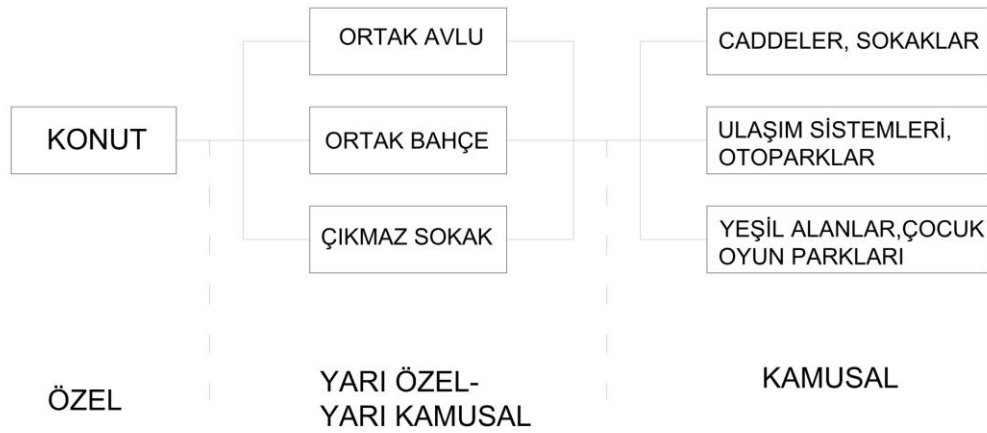 KONUT
ORTAK AVLU
ORTAK BAHÇE
ÇIKMAZ SOKAK
CADDELER, SOKAKLAR
ULAŞIM SİSTEMLERİ,
OTOPARKLAR
YEŞİL ALANLAR,ÇOCUK
OYUN PARKLARI
ÖZEL
YARI ÖZEL-
YARI KAMUSAL
KAMUSAL